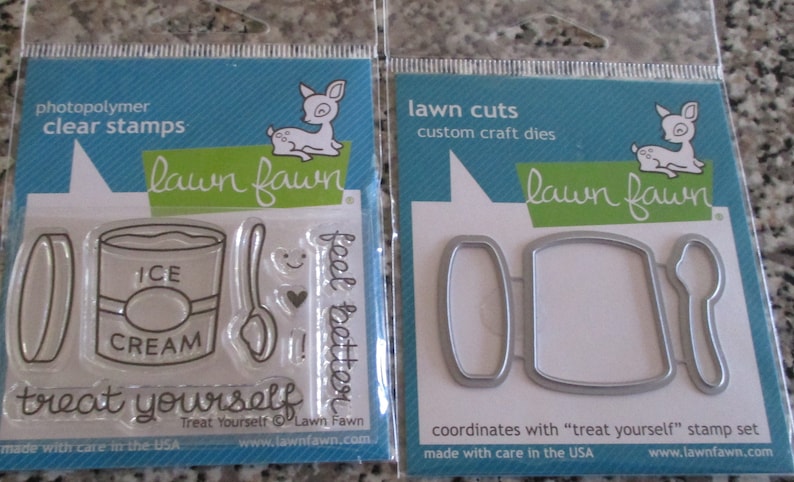 photopolymer
clear stamps
lawn fawn
®
ICE
CREAM
feel better
!
treat yourself
Treat Yourself © Lawn Fawn
made with care in the USA
www.lawnfawn.com
lawn cuts
custom craft dies
lawn fawn
®
coordinates with "treat yourself" stamp set
made with care in the USA
www.lawnfawn.com